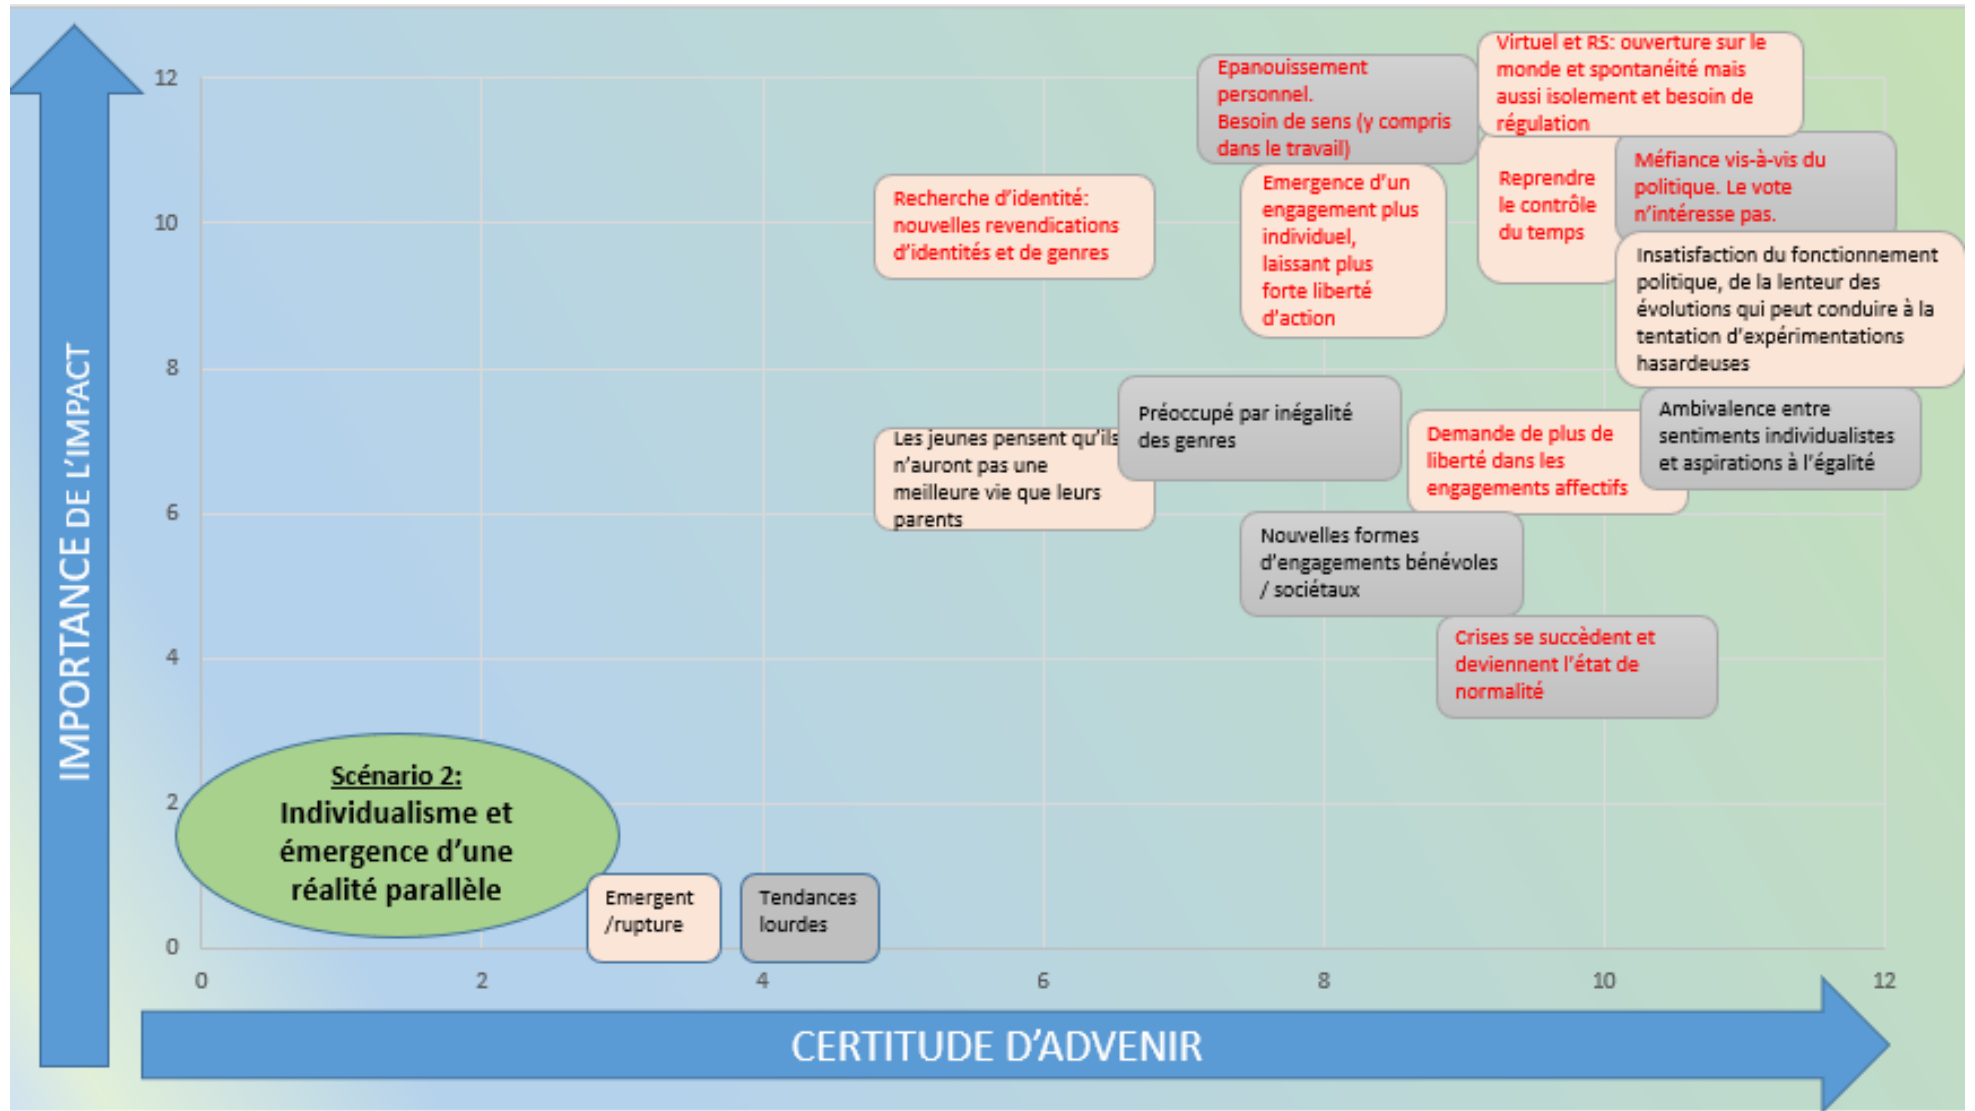 IMPORTANCE DE L'IMPACT
12
10
8
6
4
2
0
Epanouissement
personnel.
Besoin de sens (y compris
dans le travail)
Virtuel et RS: ouverture sur le
monde et spontanéité mais
aussi isolement et besoin de
régulation
Recherche d'identité:
nouvelles revendications
d'identités et de genres
Emergence d'un
engagement plus
individuel,
laissant plus
forte liberté
d'action
Reprendre
le contrôle
du temps
Méfiance vis-à-vis du
politique. Le vote
n'intéresse pas.
Insatisfaction du fonctionnement
politique, de la lenteur des
évolutions qui peut conduire à la
tentation d'expérimentations
hasardeuses
Les jeunes pensent qu'ils
n'auront pas une
meilleure vie que leurs
parents
Préoccupé par inégalité
des genres
Demande de plus de
liberté dans les
engagements affectifs
Ambivalence entre
sentiments individualistes
et aspirations à l'égalité
Nouvelles formes
d'engagements bénévoles
/ sociétaux
Crises se succèdent et
deviennent l'état de
normalité
Scénario 2:
Individualisme et
émergence d'une
réalité parallèle
Emergent
/rupture
Tendances
lourdes
0 2 4 6 8 10 12
CERTITUDE D'ADVENIR